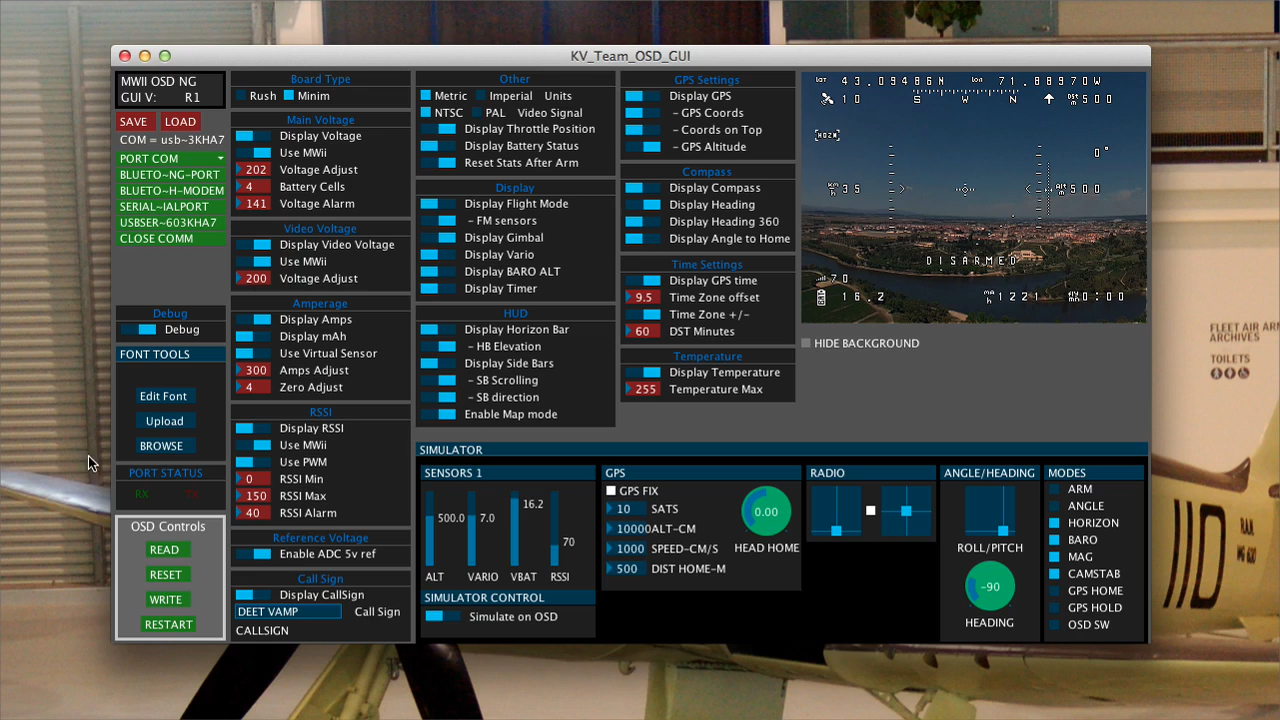 KV_Team_OSD_GUI
MWII OSD NG
GUI V: R1
SAVE LOAD
COM = usb~3KHA7
PORT COM
BLUETO~NG-PORT
BLUETO~H-MODEM
SERIAL~IALPORT
USBSER~603KHA7
CLOSE COMM
Debug
Debug
FONT TOOLS
Edit Font
Upload
BROWSE
PORT STATUS
RX TX
OSD Controls
READ
RESET
WRITE
RESTART
Board Type
Rush Minim
Main Voltage
Display Voltage
Use MWii
202 Voltage Adjust
4 Battery Cells
141 Voltage Alarm
Video Voltage
Display Video Voltage
Use MWii
200 Voltage Adjust
Amperage
Display Amps
Display mAh
Use Virtual Sensor
300 Amps Adjust
4 Zero Adjust
RSSI
Display RSSI
Use MWii
Use PWM
0 RSSI Min
150 RSSI Max
40 RSSI Alarm
Reference Voltage
Enable ADC 5v ref
Call Sign
Display CallSign
DEET VAMP Call Sign
CALLSIGN
Other
Metric Imperial Units
NTSC PAL Video Signal
Display Throttle Position
Display Battery Status
Reset Stats After Arm
Display
Display Flight Mode
- FM sensors
Display Gimbal
Display Vario
Display BARO ALT
Display Timer
HUD
Display Horizon Bar
- HB Elevation
Display Side Bars
- SB Scrolling
- SB direction
Enable Map mode
GPS Settings
Display GPS
- GPS Coords
- Coords on Top
- GPS Altitude
Compass
Display Compass
Display Heading
Display Heading 360
Display Angle to Home
Time Settings
Display GPS time
9.5 Time Zone offset
Time Zone +/-
60 DST Minutes
Temperature
Display Temperature
255 Temperature Max
LAT 43.09486N LON 71.88970W
10 S W N DST M 500
[HOZN]
0°
KM/H 35 ALT M 500
DISARMED
70
16.2 mA h 1221 00:00
HIDE BACKGROUND
SIMULATOR
SENSORS 1
500.0 7.0 16.2 70
ALT VARIO VBAT RSSI
SIMULATOR CONTROL
Simulate on OSD
GPS
GPS FIX
10 SATS
10000 ALT-CM
1000 SPEED-CM/S
500 DIST HOME-M
0.00
HEAD HOME
RADIO
ANGLE/HEADING
ROLL/PITCH
-90
HEADING
MODES
ARM
ANGLE
HORIZON
BARO
MAG
CAMSTAB
GPS HOME
GPS HOLD
OSD SW
FLEET AIR ARM
ARCHIVES
TOILETS